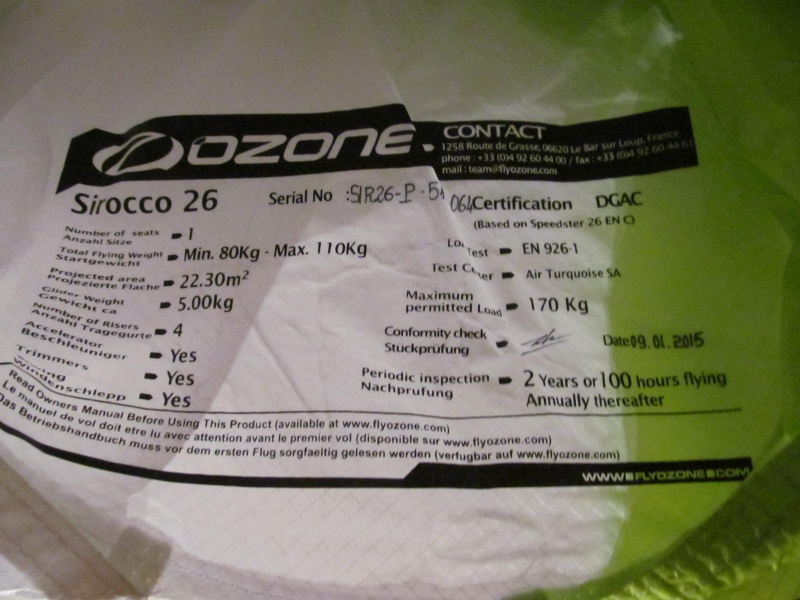 OZONE
CONTACT
1258 Route de Grasse, 06620 Le Bar sur Loup, France
phone : +33 (0)4 92 60 44 00 / fax : +33 (0)4 92 60 44 61
mail : team@flyozone.com
Sirocco 26
Serial No :SIR26-P-
064
Certification DGAC
(Based on Speedster 26 EN C)
Number of seats
Anzahl Sitze
1
Total Flying Weight
Startgewicht
Min. 80Kg - Max. 110Kg
Projected area
Projezierte Flache
22.30m²
Glider Weight
Gewicht ca
5.00kg
Number of Risers
Anzahl Tragegurte
4
Accelerator
Beschleuniger
Yes
Trimmers
Yes
Windenschlepp
Yes
Test
EN 926-1
Test
Air Turquoise SA
Maximum
permitted Load
170 Kg
Conformity check
Stückprüfung
Date 09.01.2015
Periodic inspection
Nachprufung
2 Years or 100 hours flying
Annually thereafter
Read Owners Manual Before Using This Product (available at www.flyozone.com)
Le manuel de vol doit etre lu avec attention avant le premier vol (disponible sur www.flyozone.com)
Das Betriebshandbuch muss vor dem ersten Flug sorgfaeltig gelesen werden (verfugbar auf www.flyozone.com)
WWW.FLYOZONE.COM